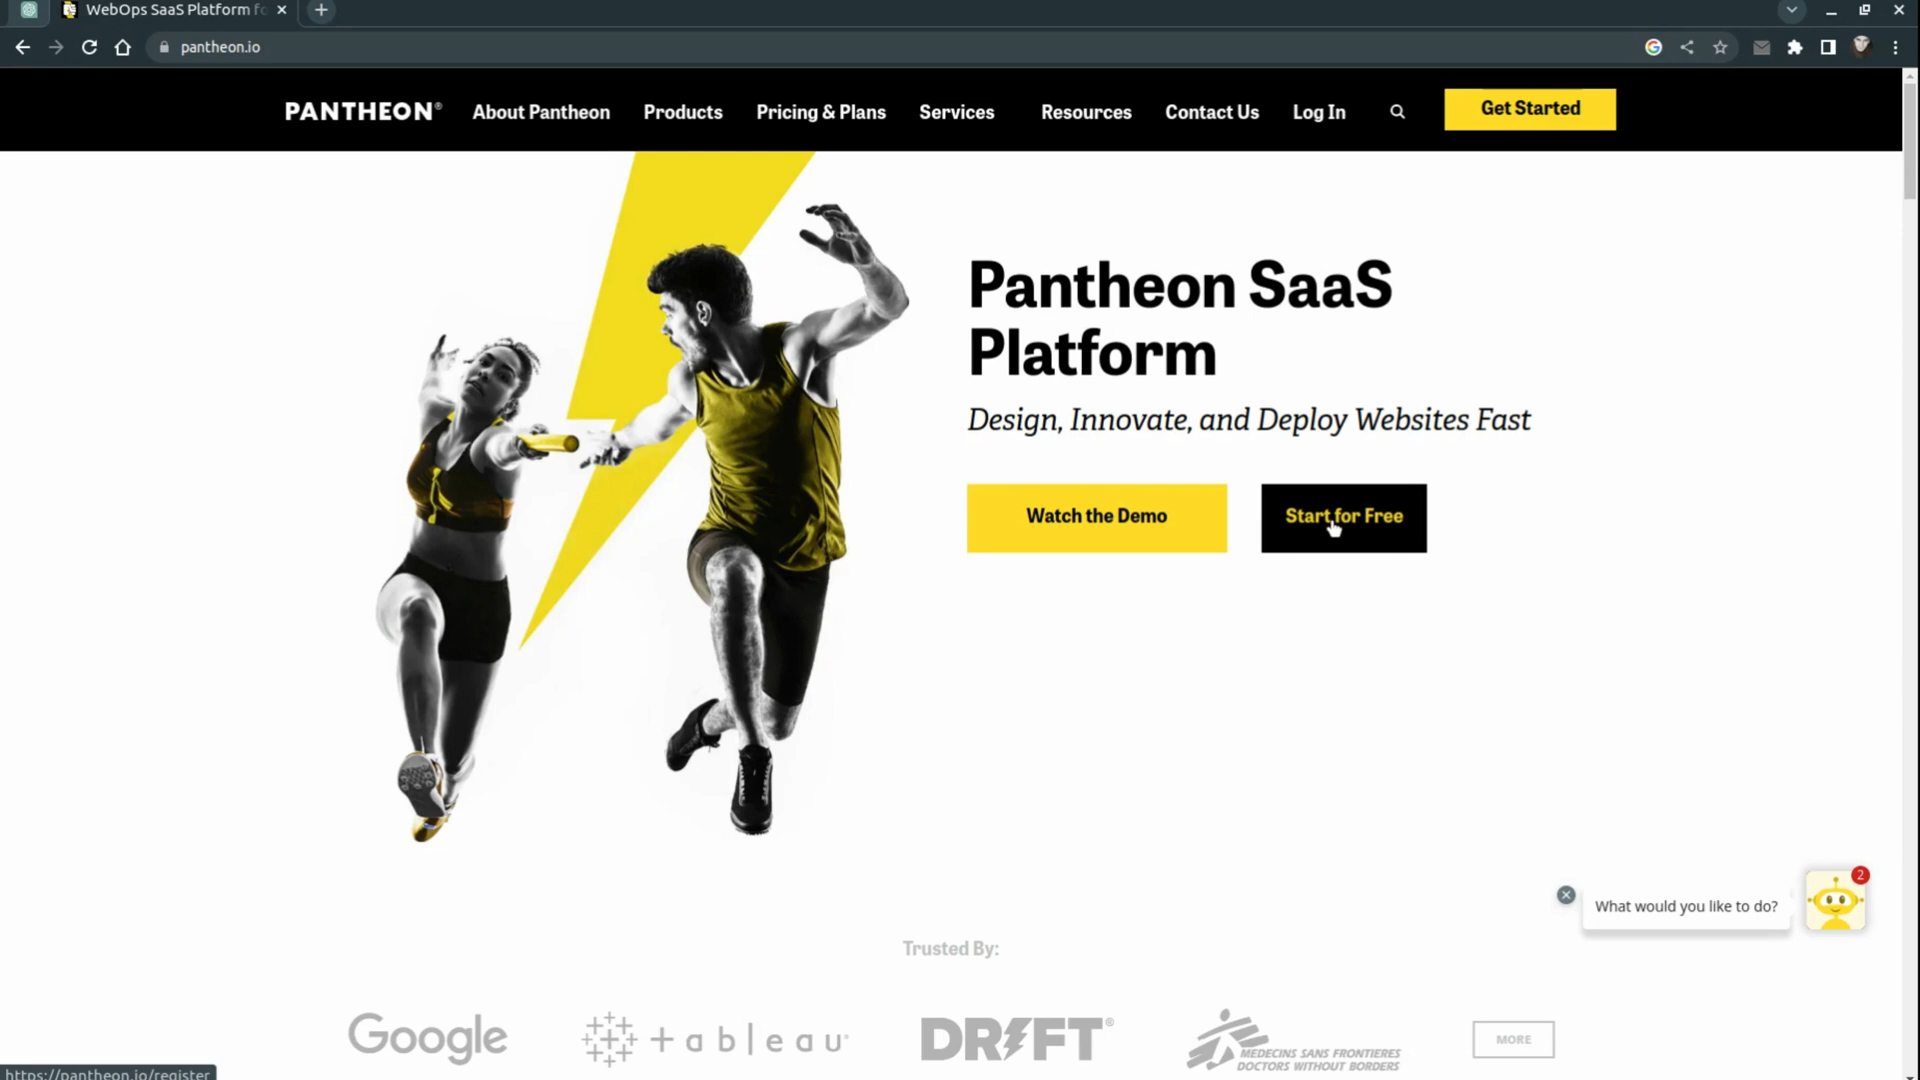 WebOps SaaS Platform fo
pantheon.io
PANTHEON®
About Pantheon
Products
Pricing & Plans
Services
Resources
Contact Us
Log In
Get Started
Pantheon SaaS
Platform
Design, Innovate, and Deploy Websites Fast
Watch the Demo
Start for Free
2
What would you like to do?
Trusted By:
Google
+ableau®
DRIFT®
MEDECINS SANS FRONTIERES
DOCTORS WITHOUT BORDERS
MORE
https://pantheon.io/register